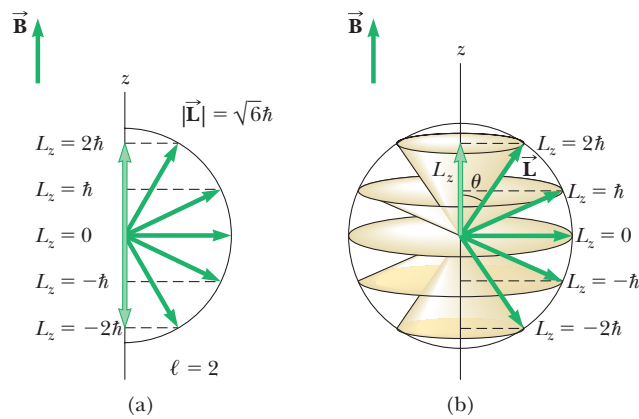 B⃗
z
|L⃗| = √6ħ
L_z = 2ħ
L_z = ħ
L_z = 0
L_z = −ħ
L_z = −2ħ
ℓ = 2
(a)
B⃗
z
L_z = 2ħ
L_z
θ
L⃗
L_z = ħ
L_z = 0
L_z = −ħ
L_z = −2ħ
(b)